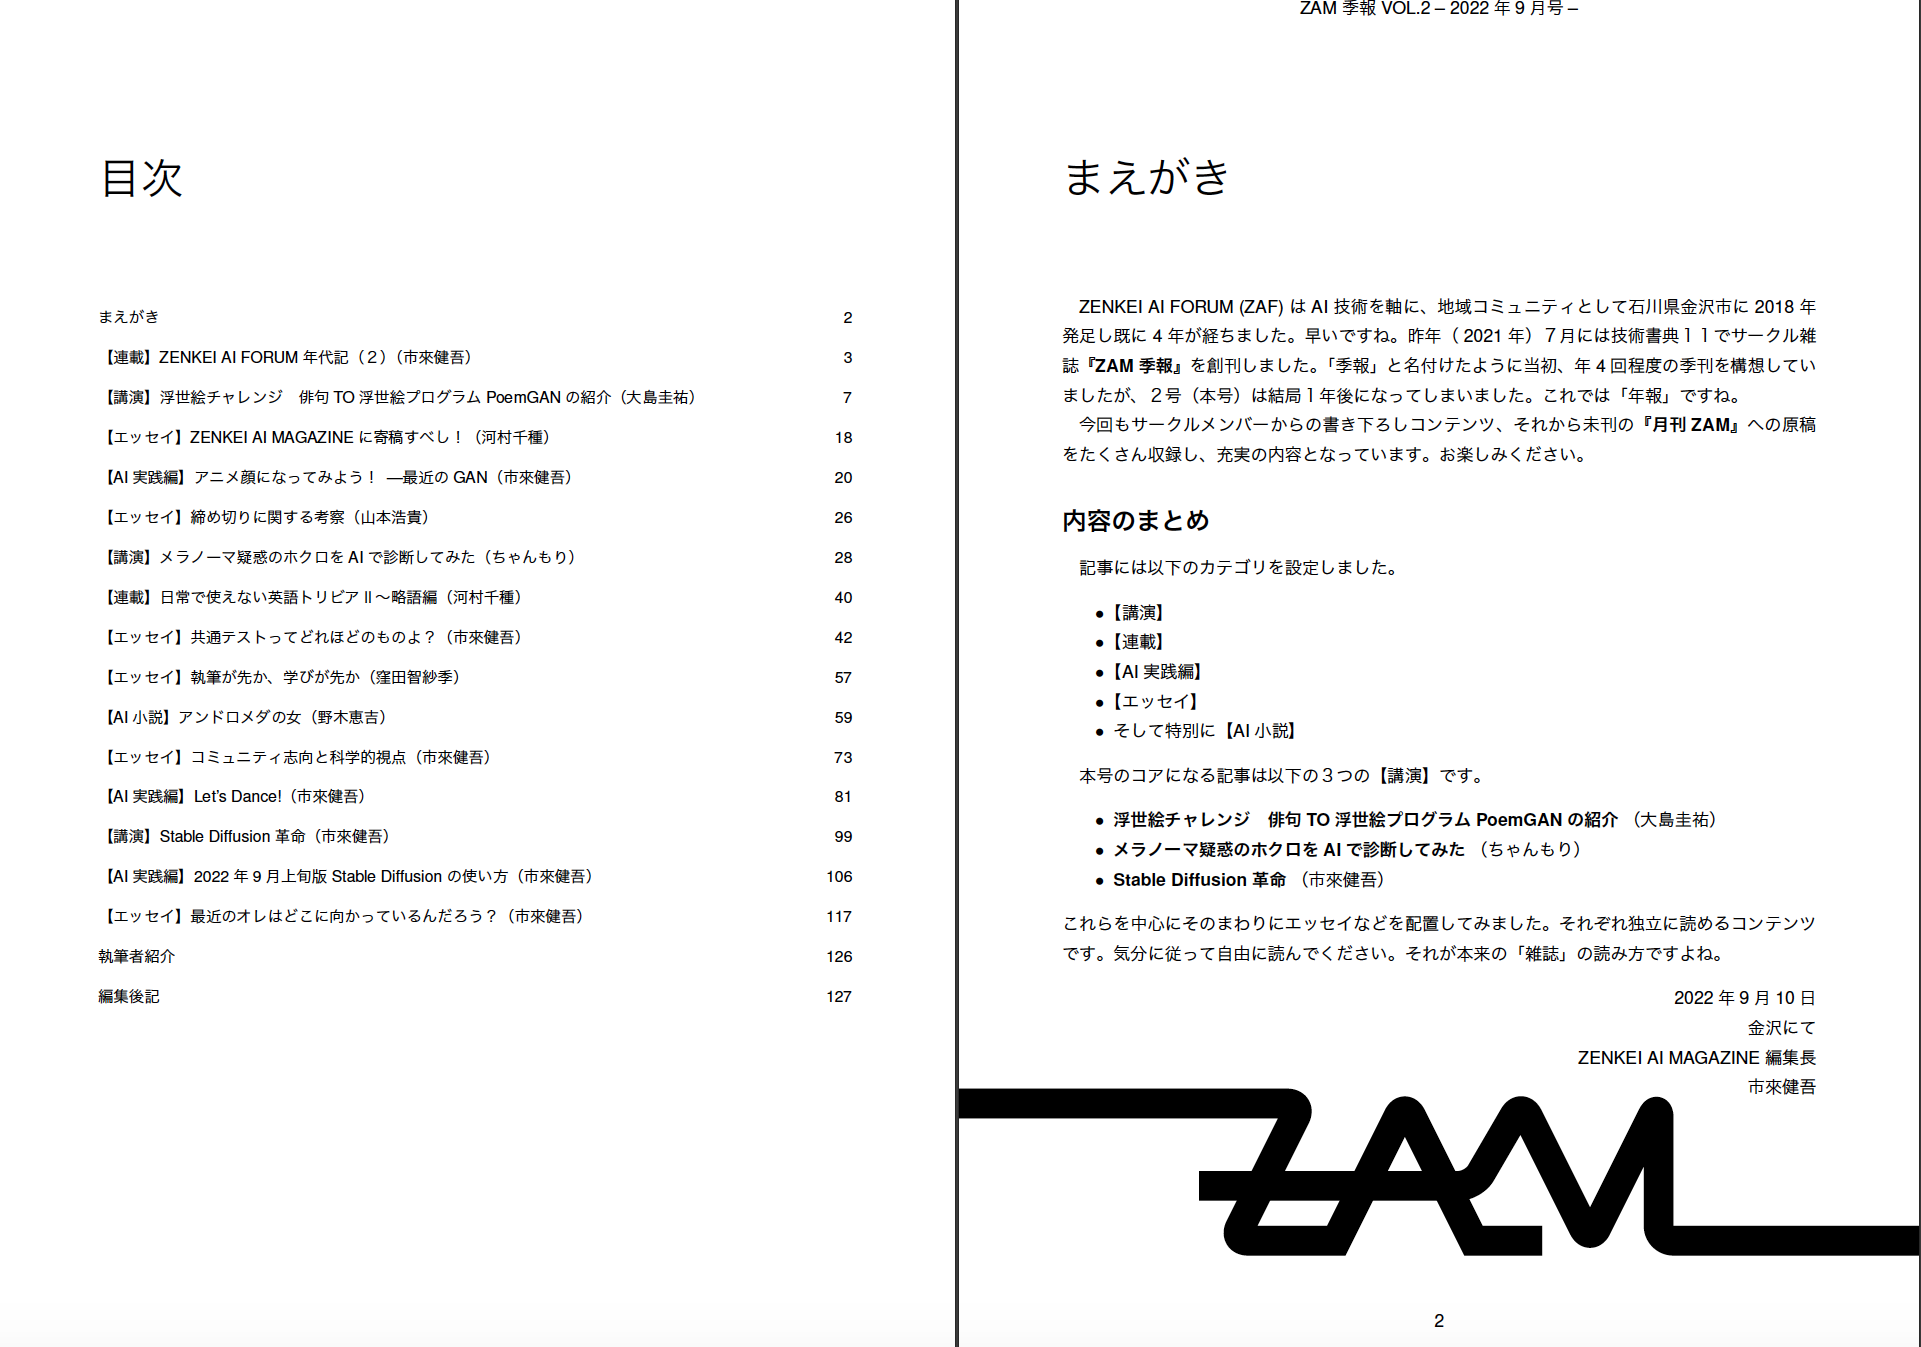 目次
まえがき 2
【連載】ZENKEI AI FORUM 年代記（２）（市來健吾） 3
【講演】浮世絵チャレンジ　俳句 TO 浮世絵プログラム PoemGAN の紹介（大島圭祐） 7
【エッセイ】ZENKEI AI MAGAZINE に寄稿すべし！（河村千種） 18
【AI 実践編】アニメ顔になってみよう！ —最近の GAN（市來健吾） 20
【エッセイ】締め切りに関する考察（山本浩貴） 26
【講演】メラノーマ疑惑のホクロを AI で診断してみた（ちゃんもり） 28
【連載】日常で使えない英語トリビア II〜略語編（河村千種） 40
【エッセイ】共通テストってどれほどのものよ？（市來健吾） 42
【エッセイ】執筆が先か、学びが先か（窪田智紗季） 57
【AI 小説】アンドロメダの女（野木恵吉） 59
【エッセイ】コミュニティ志向と科学的視点（市來健吾） 73
【AI 実践編】Let’s Dance!（市來健吾） 81
【講演】Stable Diffusion 革命（市來健吾） 99
【AI 実践編】2022 年 9 月上旬版 Stable Diffusion の使い方（市來健吾） 106
【エッセイ】最近のオレはどこに向かっているんだろう？（市來健吾） 117
執筆者紹介 126
編集後記 127
ZAM 季報 VOL.2 – 2022 年 9 月号 –
まえがき
ZENKEI AI FORUM (ZAF) は AI 技術を軸に、地域コミュニティとして石川県金沢市に 2018 年
発足し既に 4 年が経ちました。早いですね。昨年（ 2021 年）７月には技術書典１１でサークル雑
誌『ZAM 季報』を創刊しました。「季報」と名付けたように当初、年 4 回程度の季刊を構想してい
ましたが、２号（本号）は結局１年後になってしまいました。これでは「年報」ですね。
今回もサークルメンバーからの書き下ろしコンテンツ、それから未刊の『月刊 ZAM』への原稿
をたくさん収録し、充実の内容となっています。お楽しみください。
内容のまとめ
記事には以下のカテゴリを設定しました。
●【講演】
●【連載】
●【AI 実践編】
●【エッセイ】
● そして特別に【AI 小説】
本号のコアになる記事は以下の３つの【講演】です。
● 浮世絵チャレンジ　俳句 TO 浮世絵プログラム PoemGAN の紹介 （大島圭祐）
● メラノーマ疑惑のホクロを AI で診断してみた （ちゃんもり）
● Stable Diffusion 革命 （市來健吾）
これらを中心にそのまわりにエッセイなどを配置してみました。それぞれ独立に読めるコンテンツ
です。気分に従って自由に読んでください。それが本来の「雑誌」の読み方ですよね。
2022 年 9 月 10 日
金沢にて
ZENKEI AI MAGAZINE 編集長
市來健吾
ZAM
2